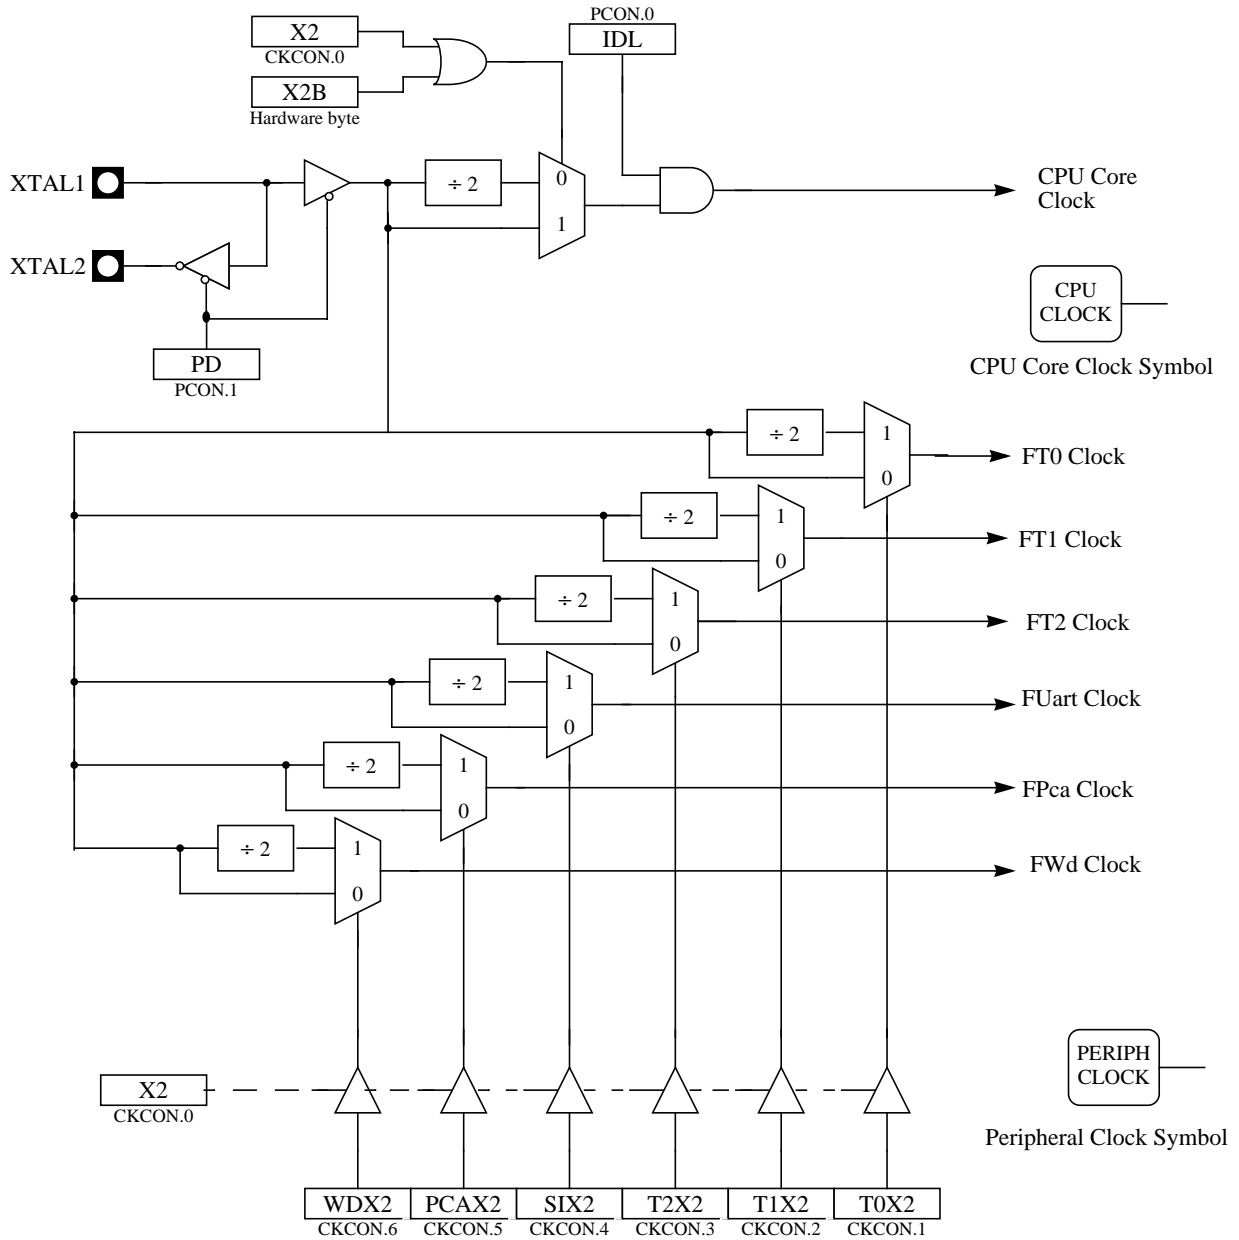 PCON.0
X2
IDL
CKCON.0
X2B
Hardware byte
XTAL1
÷ 2
0
1
CPU Core
Clock
XTAL2
CPU
CLOCK
CPU Core Clock Symbol
PD
PCON.1
÷ 2
1
0
FT0 Clock
÷ 2
1
0
FT1 Clock
÷ 2
1
0
FT2 Clock
÷ 2
1
0
FUart Clock
÷ 2
1
0
FPca Clock
÷ 2
1
0
FWd Clock
PERIPH
CLOCK
Peripheral Clock Symbol
X2
CKCON.0
WDX2 PCAX2 SIX2 T2X2 T1X2 T0X2
CKCON.6 CKCON.5 CKCON.4 CKCON.3 CKCON.2 CKCON.1